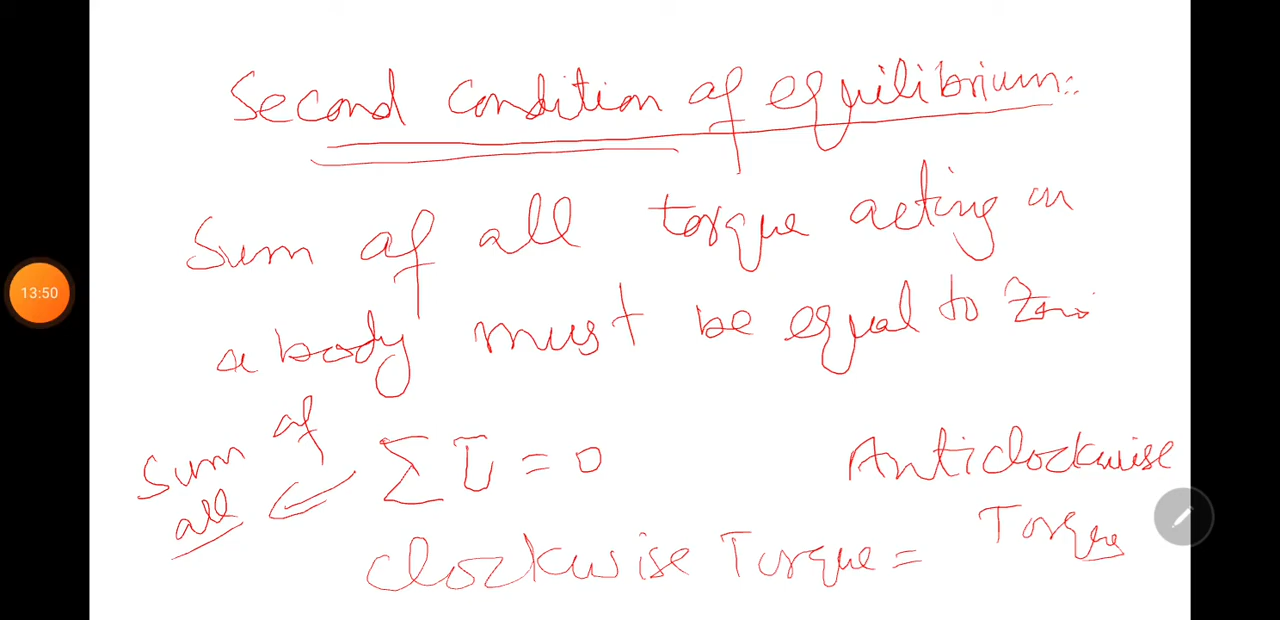 Second condition of equilibrium:
Sum of all torque acting on
a body must be equal to zero
Sum of
all
Σ τ = 0
Anticlockwise
Torque
clockwise Torque =
13:50